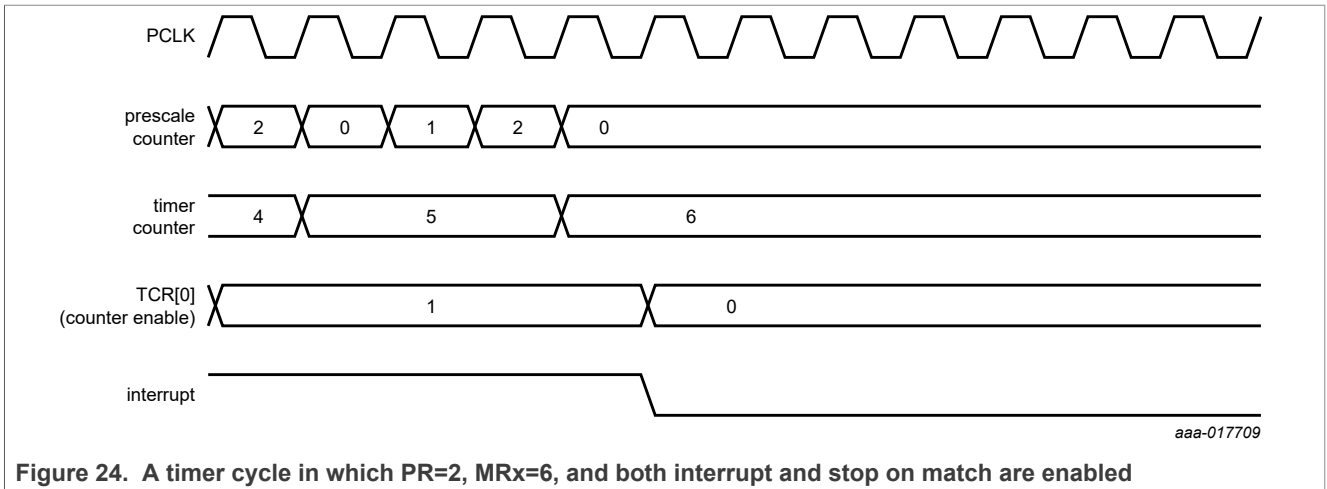 PCLK
prescale
counter
2 0 1 2 0
timer
counter
4 5 6
TCR[0]
(counter enable)
1 0
interrupt
aaa-017709
Figure 24. A timer cycle in which PR=2, MRx=6, and both interrupt and stop on match are enabled